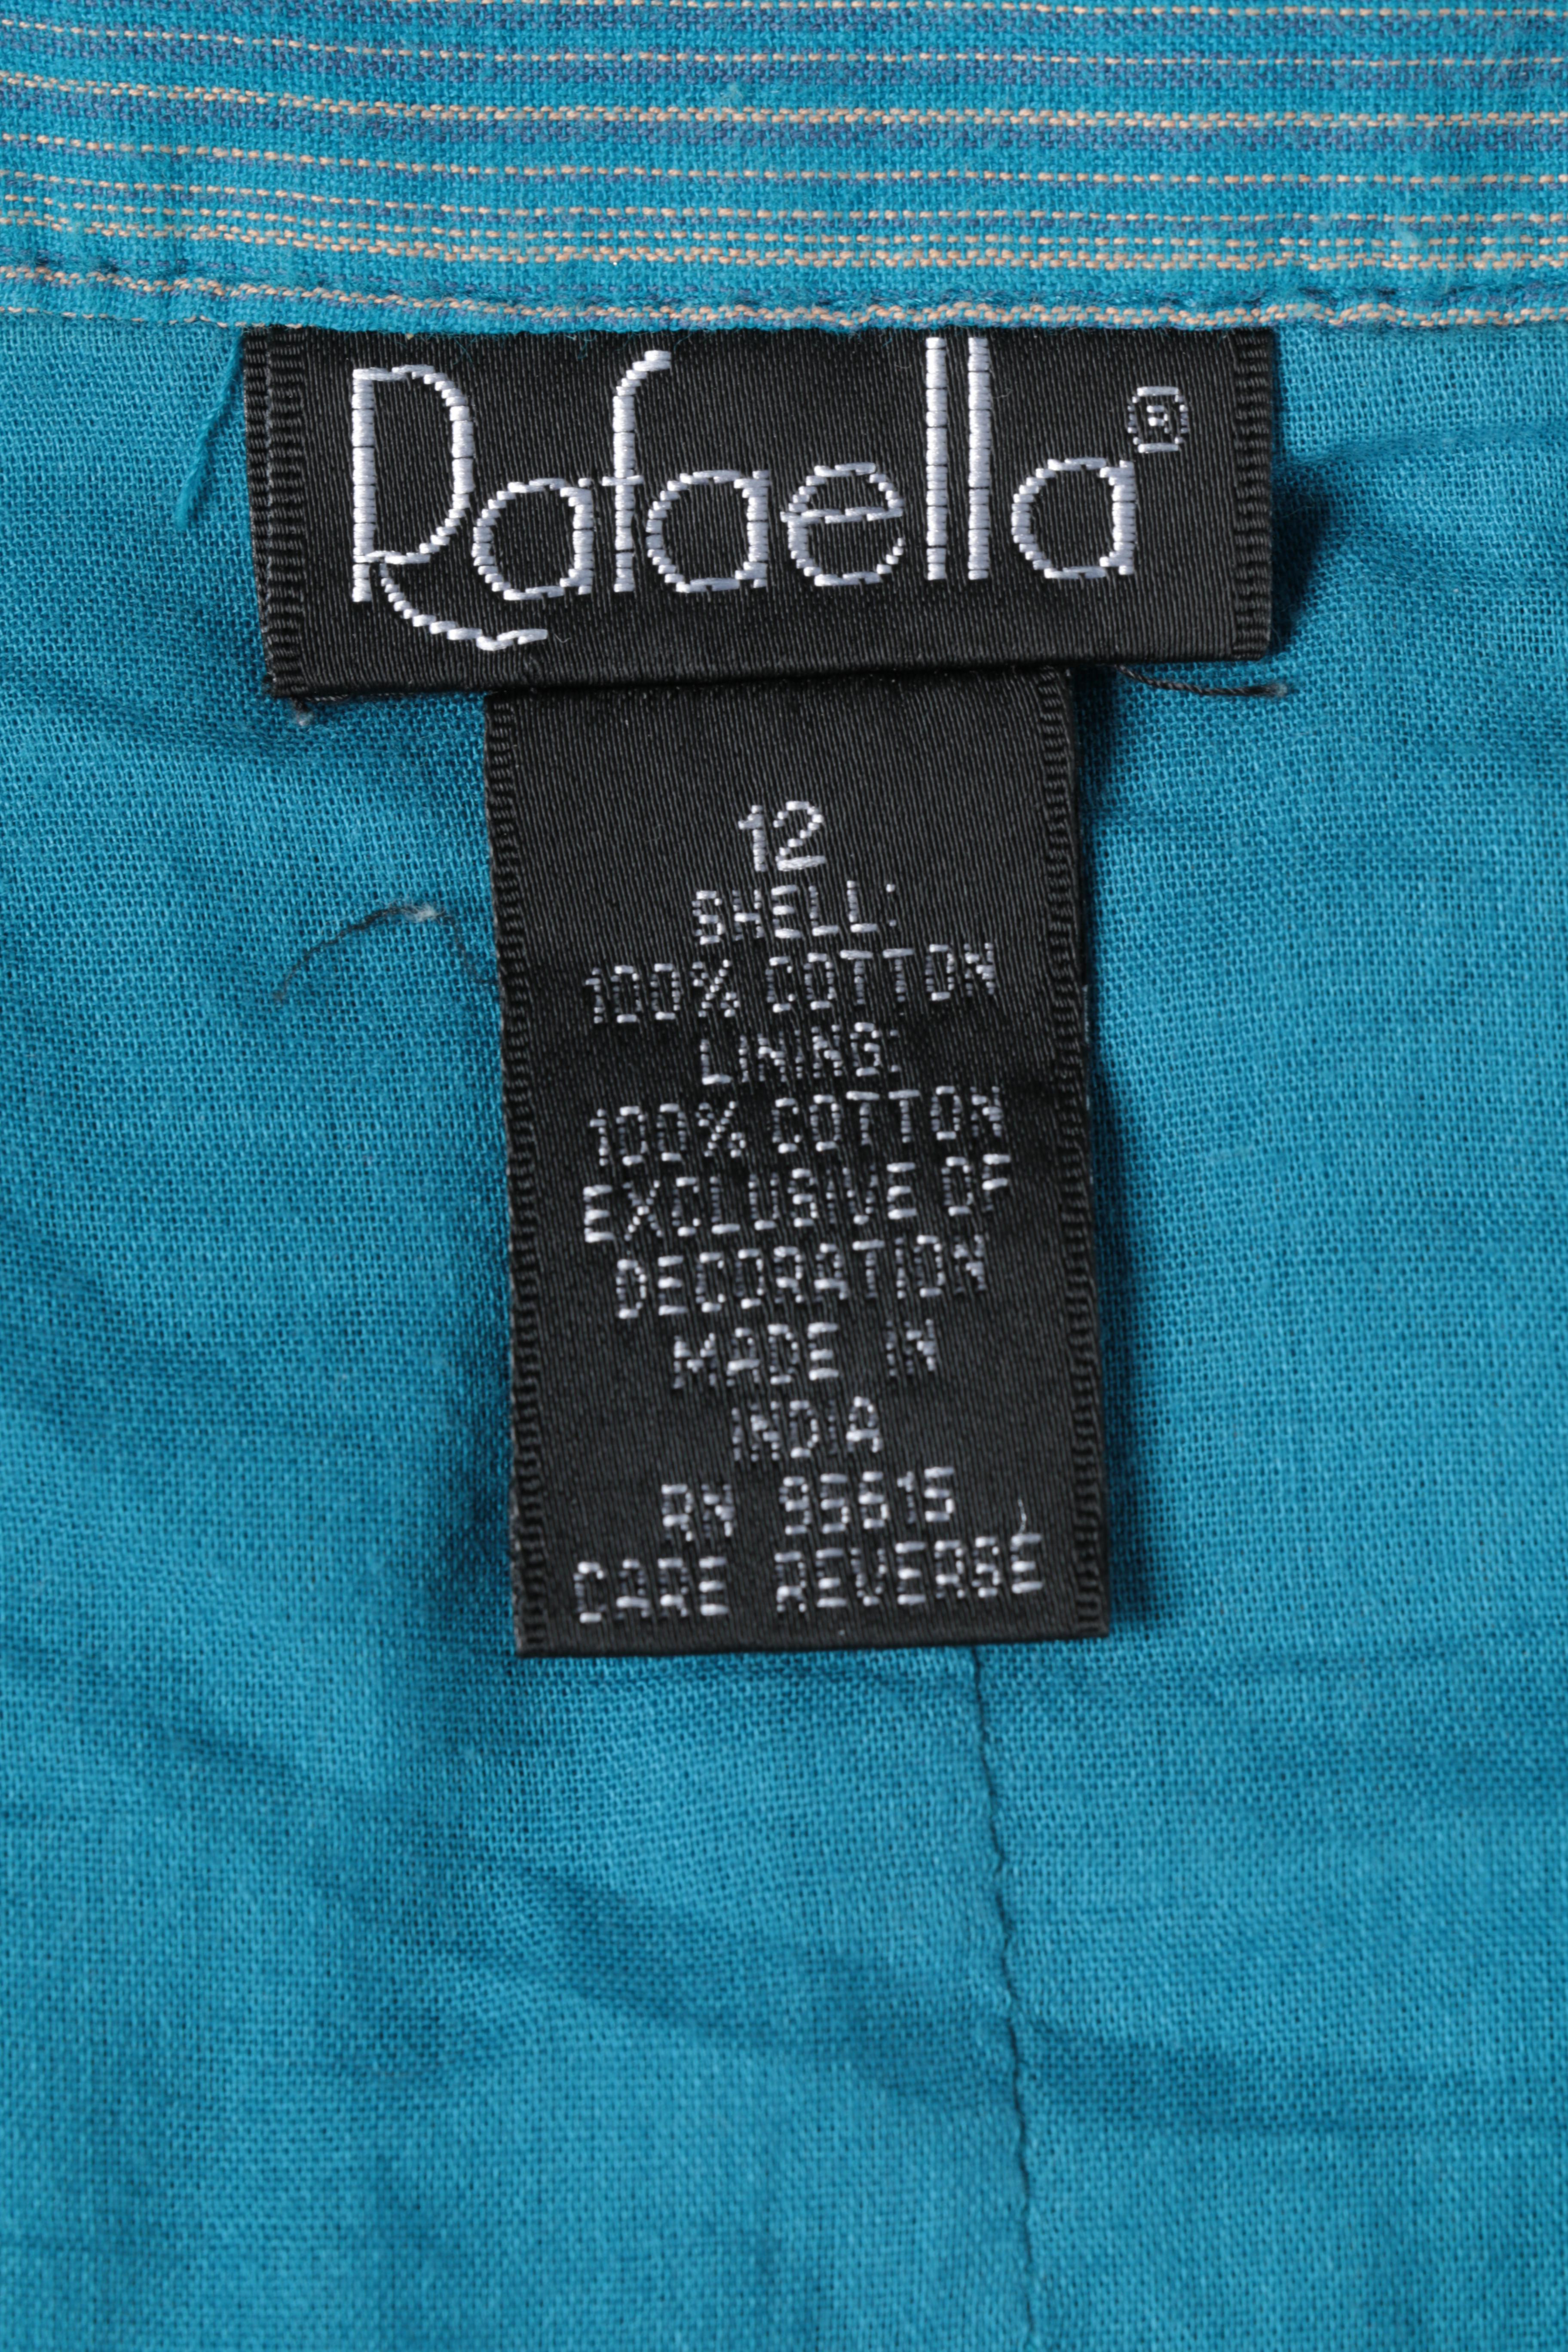 Rafaella®
12
SHELL:
100% COTTON
LINING:
100% COTTON
EXCLUSIVE OF
DECORATION
MADE IN
INDIA
RN 95615
CARE REVERSE